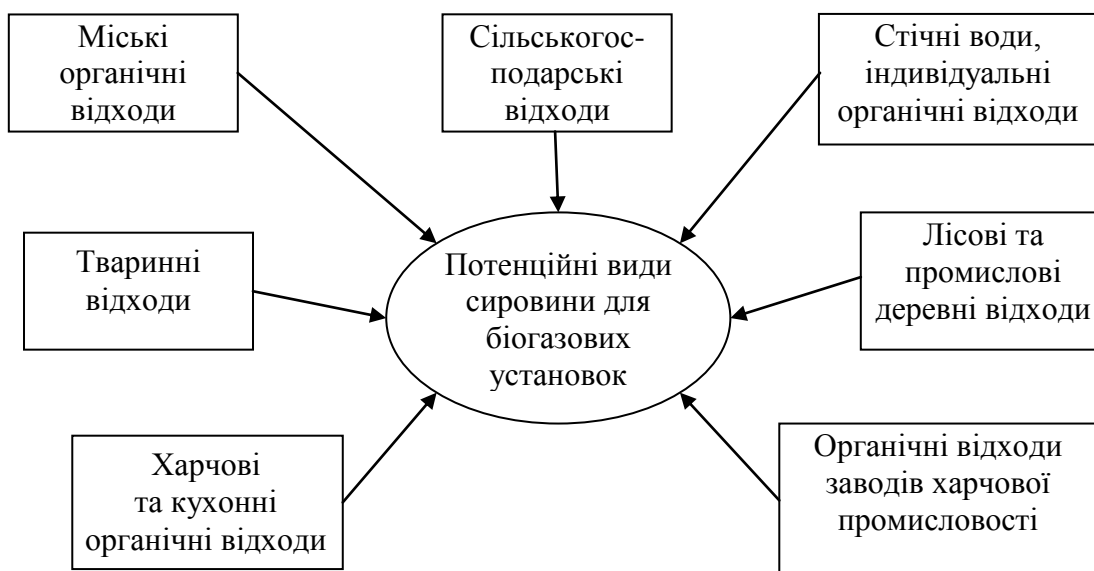 Міські
органічні
відходи
Сільськогос-
подарські
відходи
Стічні води,
індивідуальні
органічні відходи
Тваринні
відходи
Потенційні види
сировини для
біогазових
установок
Лісові та
промислові
деревні відходи
Харчові
та кухонні
органічні відходи
Органічні відходи
заводів харчової
промисловості